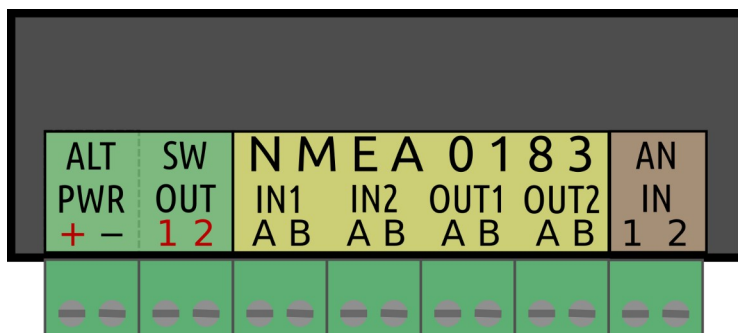 ALT SW NMEA 0183 AN
PWR OUT IN1 IN2 OUT1 OUT2 IN
+ − 1 2 A B A B A B A B 1 2